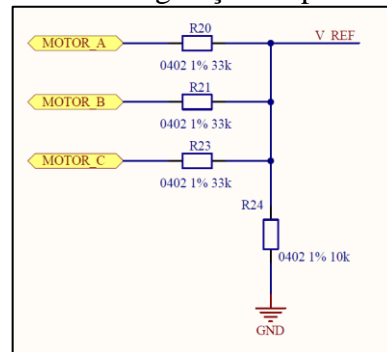 R20
MOTOR_A
V_REF
0402 1% 33k
R21
MOTOR_B
0402 1% 33k
R23
MOTOR_C
0402 1% 33k
R24
0402 1% 10k
GND